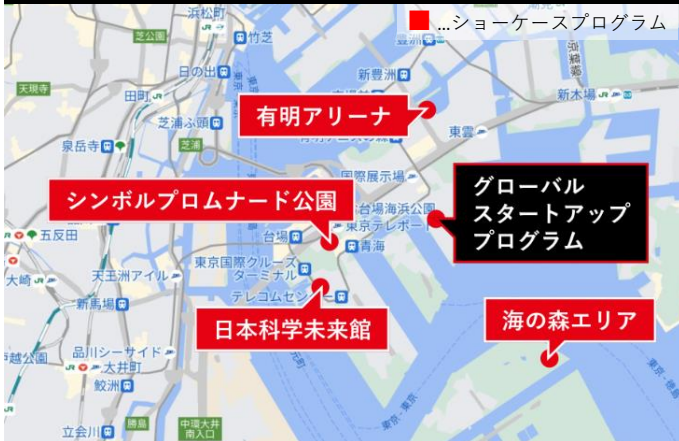 …ショーケースプログラム
浜松町
竹芝
芝公園
日の出
新豊洲
京葉線
天現寺
田町
新木場
有明アリーナ
芝浦ふ頭
東雲
芝浦
泉岳寺
国際展示場
グローバル
スタートアップ
プログラム
シンボルプロムナード公園
台場海浜公園
東京テレポート
五反田
台場
青海
東京国際クルーズ
ターミナル
大崎
天王洲アイル
テレコムセンター
新馬場
日本科学未来館
海の森エリア
品川シーサイド
大井町
鮫洲
東京 - 東京
勝島
中環大井
南入口
立会川